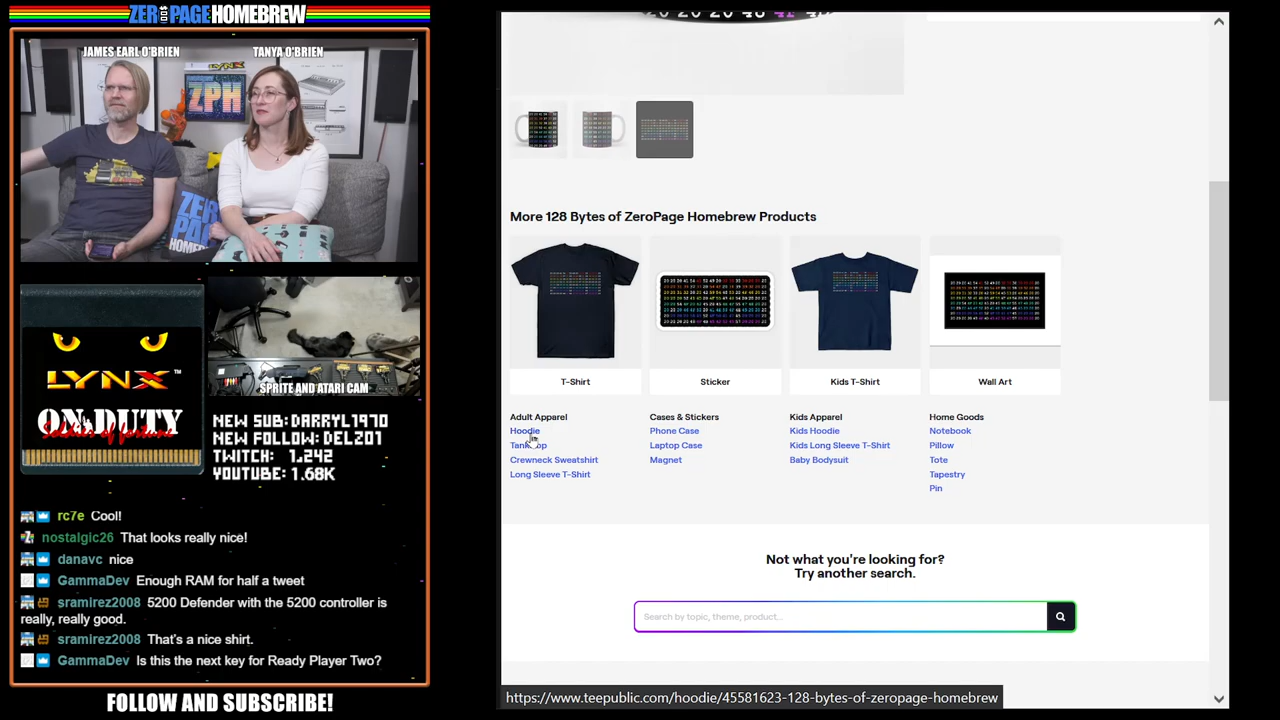 ZEROPAGE HOMEBREW
JAMES EARL O'BRIEN
TANYA O'BRIEN
LYNX
ZPH
LYNX™
ON DUTY
SPRITE AND ATARI CAM
NEW SUB:DARRYL1970
NEW FOLLOW:DELZ01
TWITCH: 1,242
YOUTUBE: 1.68K
rc7e Cool!
nostalgic26 That looks really nice!
danavc nice
GammaDev Enough RAM for half a tweet
sramirez2008 5200 Defender with the 5200 controller is
really, really good.
sramirez2008 That's a nice shirt.
GammaDev Is this the next key for Ready Player Two?
FOLLOW AND SUBSCRIBE!
More 128 Bytes of ZeroPage Homebrew Products
T-Shirt
Sticker
Kids T-Shirt
Wall Art
Adult Apparel
Hoodie
Tank Top
Crewneck Sweatshirt
Long Sleeve T-Shirt
Cases & Stickers
Phone Case
Laptop Case
Magnet
Kids Apparel
Kids Hoodie
Kids Long Sleeve T-Shirt
Baby Bodysuit
Home Goods
Notebook
Pillow
Tote
Tapestry
Pin
Not what you're looking for?
Try another search.
Search by topic, theme, product...
https://www.teepublic.com/hoodie/45581623-128-bytes-of-zeropage-homebrew